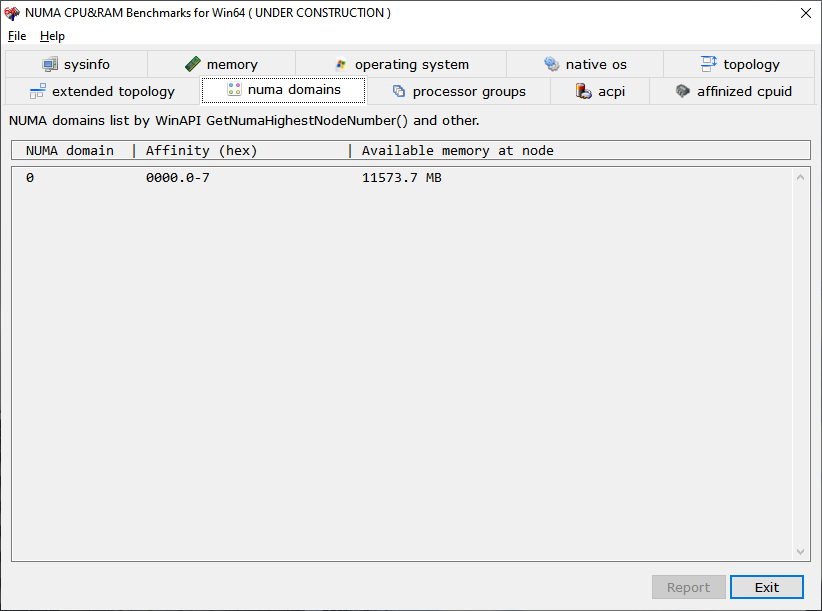 NUMA CPU&RAM Benchmarks for Win64 ( UNDER CONSTRUCTION )
File Help
sysinfo memory operating system native os topology
extended topology numa domains processor groups acpi affinized cpuid
NUMA domains list by WinAPI GetNumaHighestNodeNumber() and other.
NUMA domain | Affinity (hex) | Available memory at node
0 0000.0-7 11573.7 MB
Report Exit